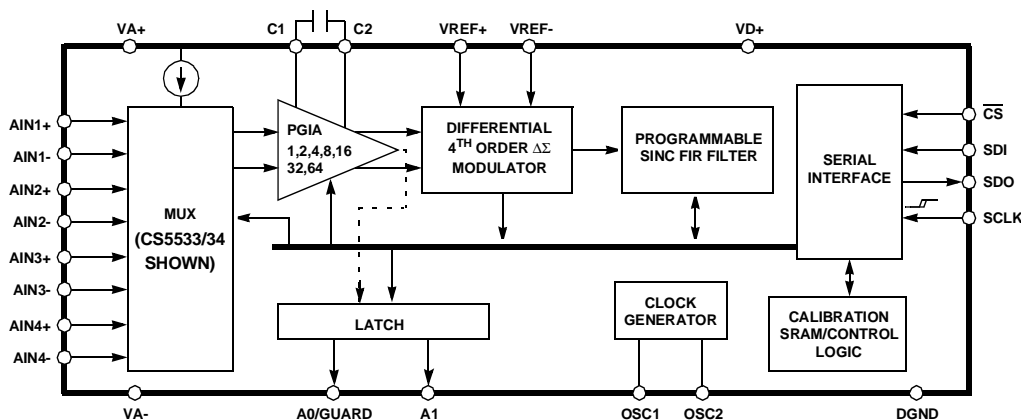 VA+
C1
C2
VREF+
VREF-
VD+
AIN1+
AIN1-
AIN2+
AIN2-
AIN3+
AIN3-
AIN4+
AIN4-
MUX
(CS5533/34
SHOWN)
PGIA
1,2,4,8,16
32,64
DIFFERENTIAL
4TH ORDER ΔΣ
MODULATOR
PROGRAMMABLE
SINC FIR FILTER
SERIAL
INTERFACE
CS
SDI
SDO
SCLK
LATCH
CLOCK
GENERATOR
CALIBRATION
SRAM/CONTROL
LOGIC
VA-
A0/GUARD
A1
OSC1
OSC2
DGND